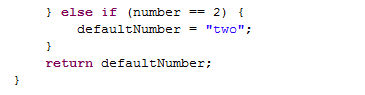 } else if (number == 2) {
defaultNumber = "two";
}
return defaultNumber;
}